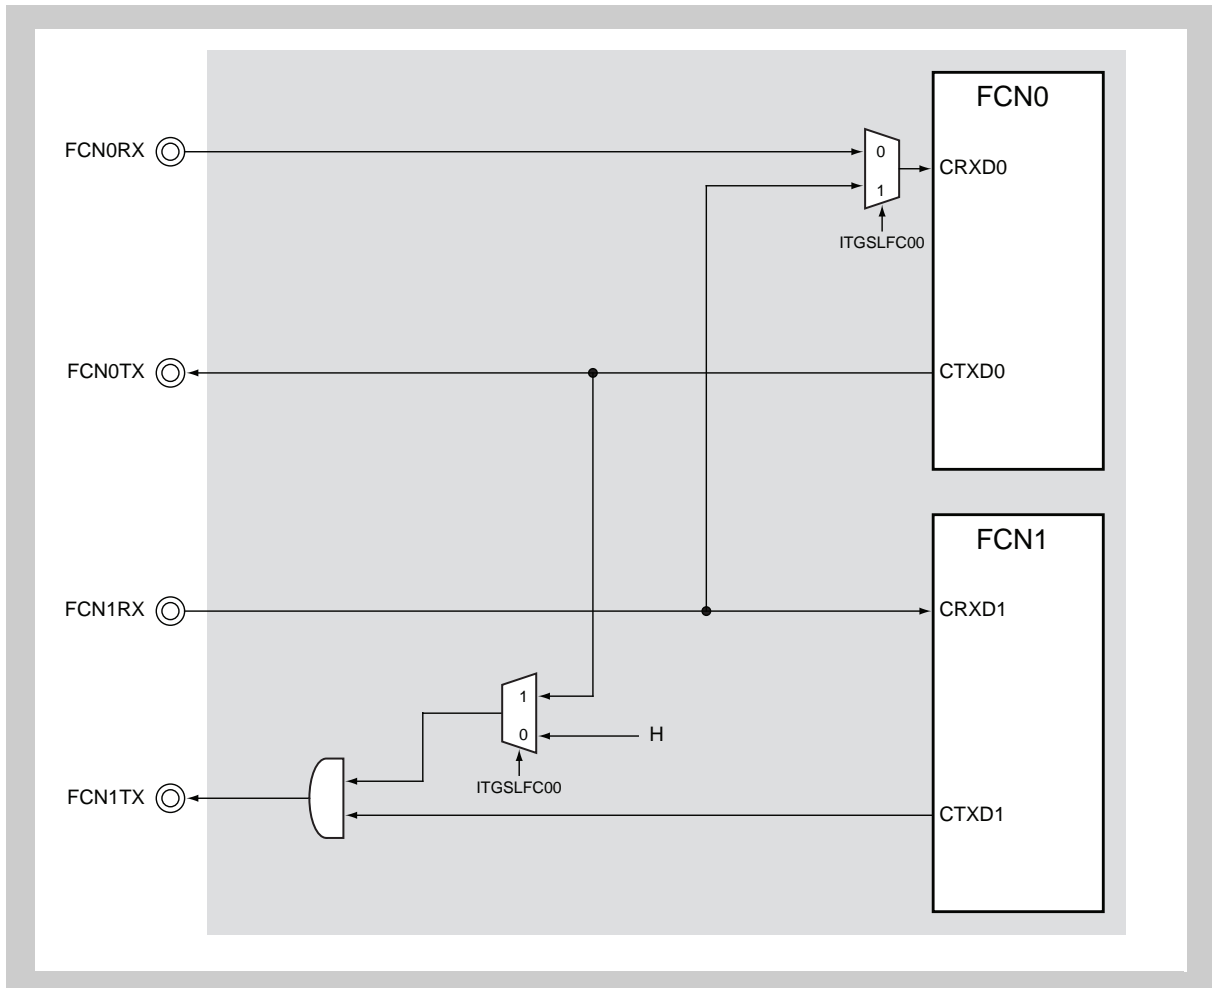 FCN0
FCN0RX
0
CRXD0
1
ITGSLFC00
FCN0TX
CTXD0
FCN1
FCN1RX
CRXD1
1
0
H
ITGSLFC00
FCN1TX
CTXD1